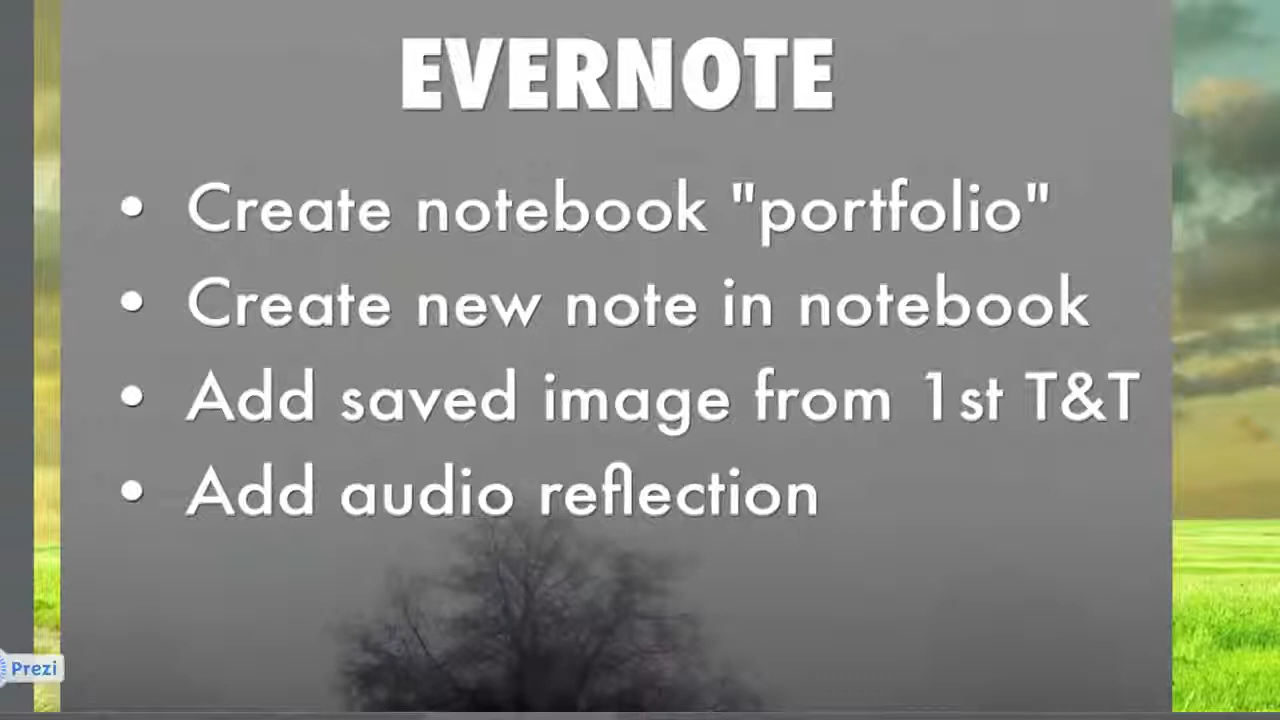 EVERNOTE
• Create notebook "portfolio"
• Create new note in notebook
• Add saved image from 1st T&T
• Add audio reflection
Prezi